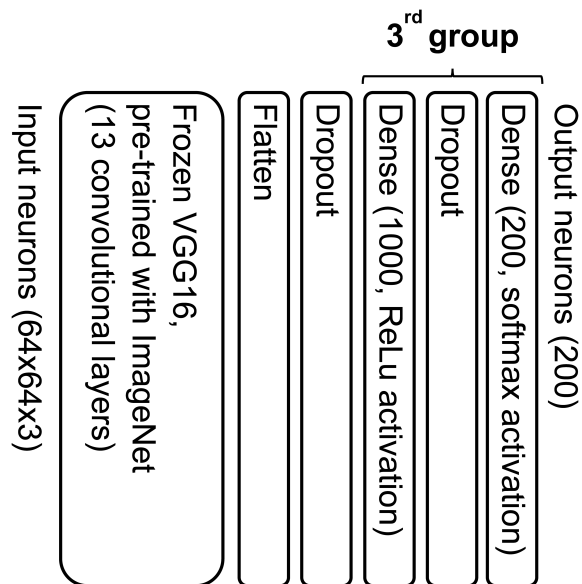 3rd group
Output neurons (200)
Dense (200, softmax activation)
Dropout
Dense (1000, ReLu activation)
Dropout
Flatten
Frozen VGG16,
pre-trained with ImageNet
(13 convolutional layers)
Input neurons (64x64x3)